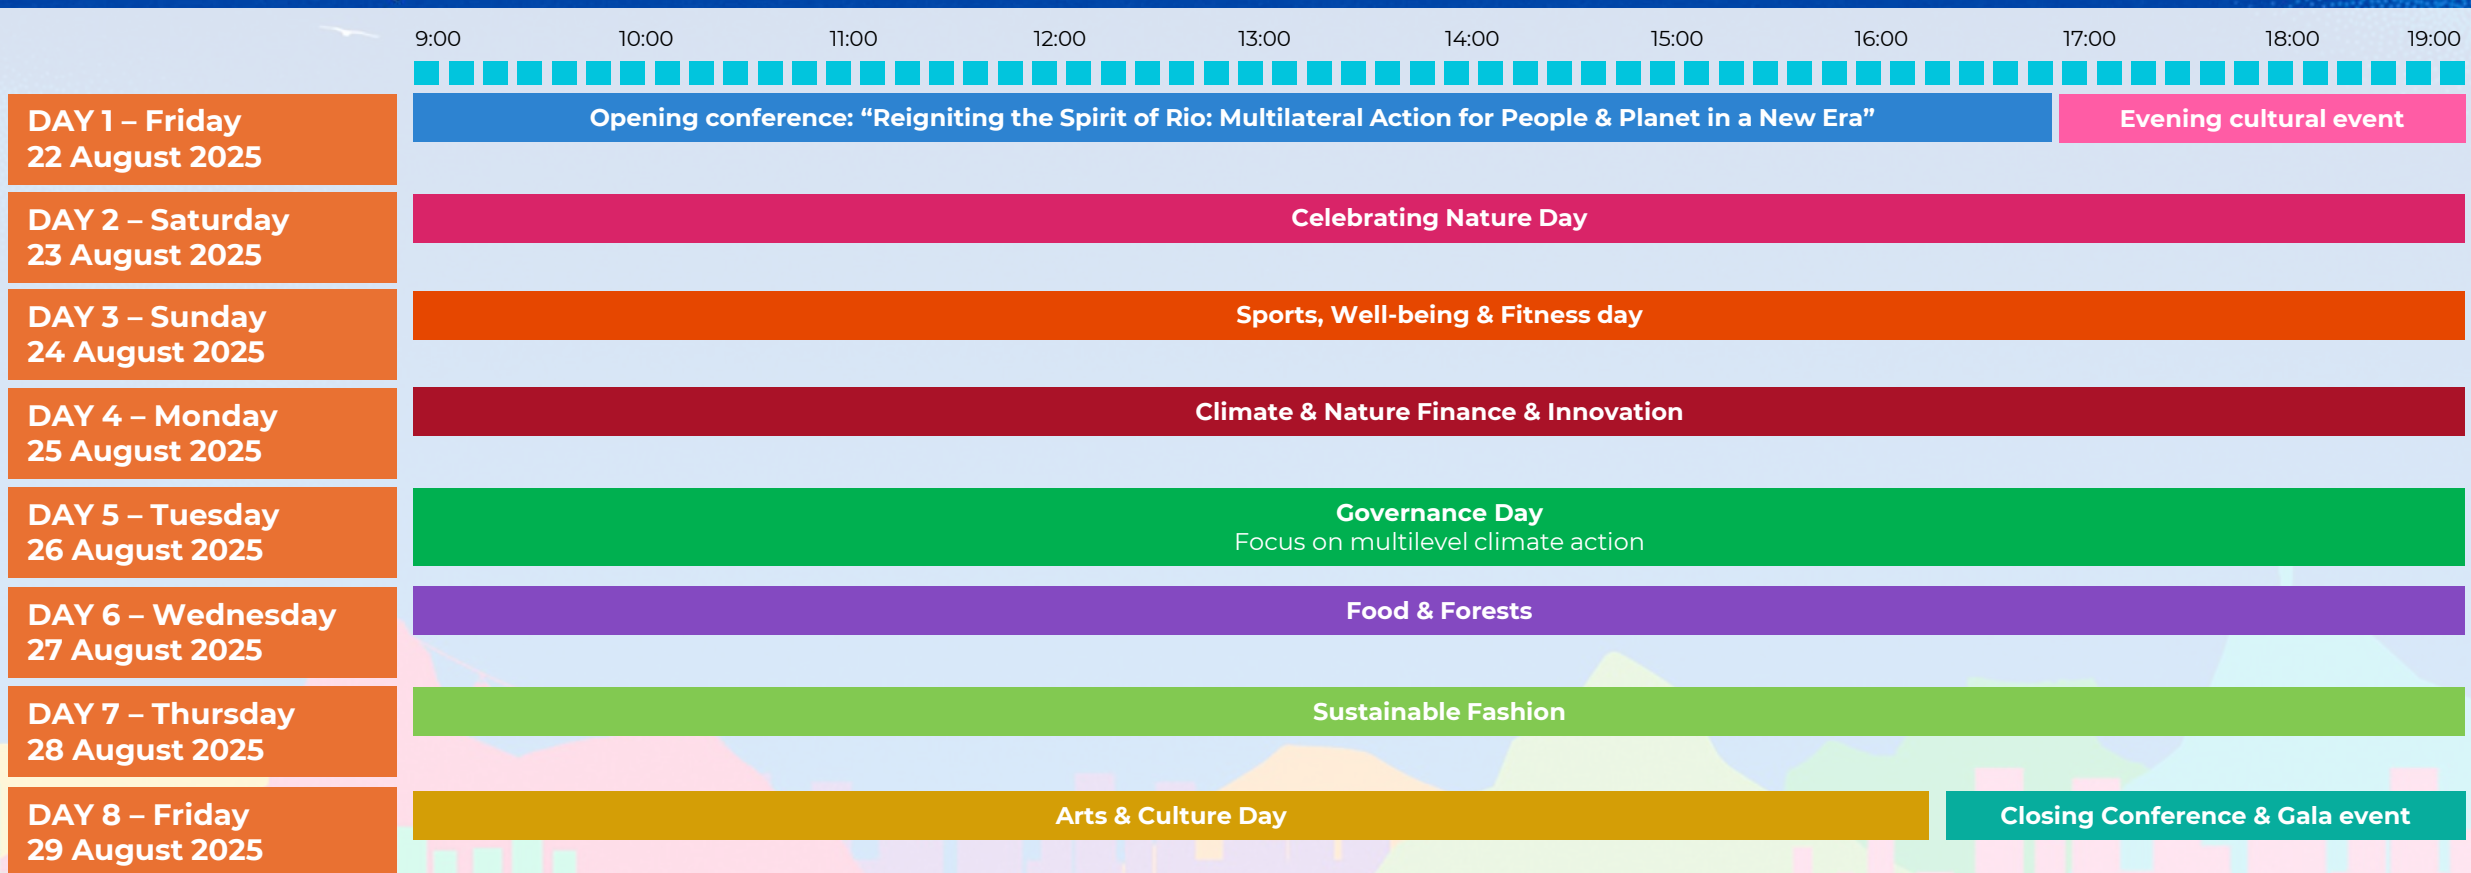 9:00 10:00 11:00 12:00 13:00 14:00 15:00 16:00 17:00 18:00 19:00
DAY 1 – Friday
22 August 2025
Opening conference: “Reigniting the Spirit of Rio: Multilateral Action for People & Planet in a New Era”
Evening cultural event
DAY 2 – Saturday
23 August 2025
Celebrating Nature Day
DAY 3 – Sunday
24 August 2025
Sports, Well-being & Fitness day
DAY 4 – Monday
25 August 2025
Climate & Nature Finance & Innovation
DAY 5 – Tuesday
26 August 2025
Governance Day
Focus on multilevel climate action
DAY 6 – Wednesday
27 August 2025
Food & Forests
DAY 7 – Thursday
28 August 2025
Sustainable Fashion
DAY 8 – Friday
29 August 2025
Arts & Culture Day
Closing Conference & Gala event